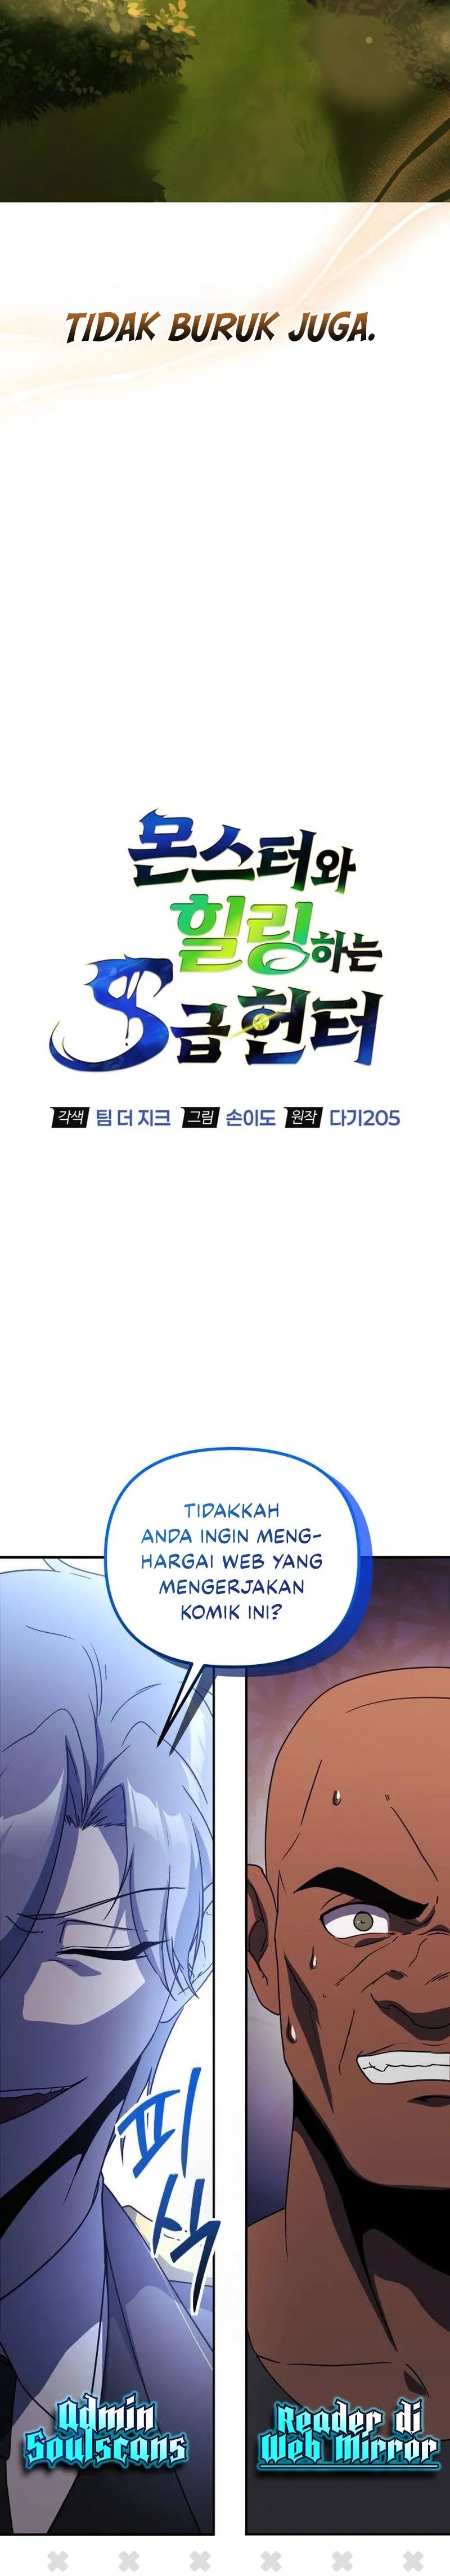 TIDAK BURUK JUGA.
몬스터와
힐링하는
S급 헌터
각색 팀 더 지크 그림 손이도 원작 다기205
TIDAKKAH
ANDA INGIN MENG-
HARGAI WEB YANG
MENGERJAKAN
KOMIK INI?
피식
Admin
Soulscans
Reader di
Web Mirror